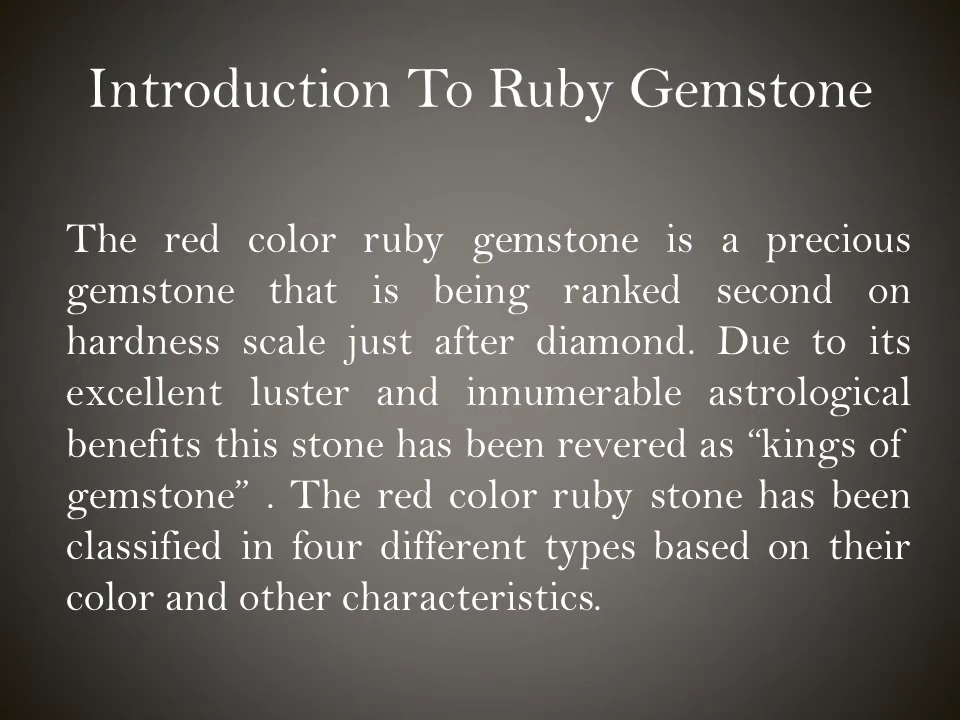 Introduction To Ruby Gemstone
The red color ruby gemstone is a precious
gemstone that is being ranked second on
hardness scale just after diamond. Due to its
excellent luster and innumerable astrological
benefits this stone has been revered as “kings of
gemstone” . The red color ruby stone has been
classified in four different types based on their
color and other characteristics.